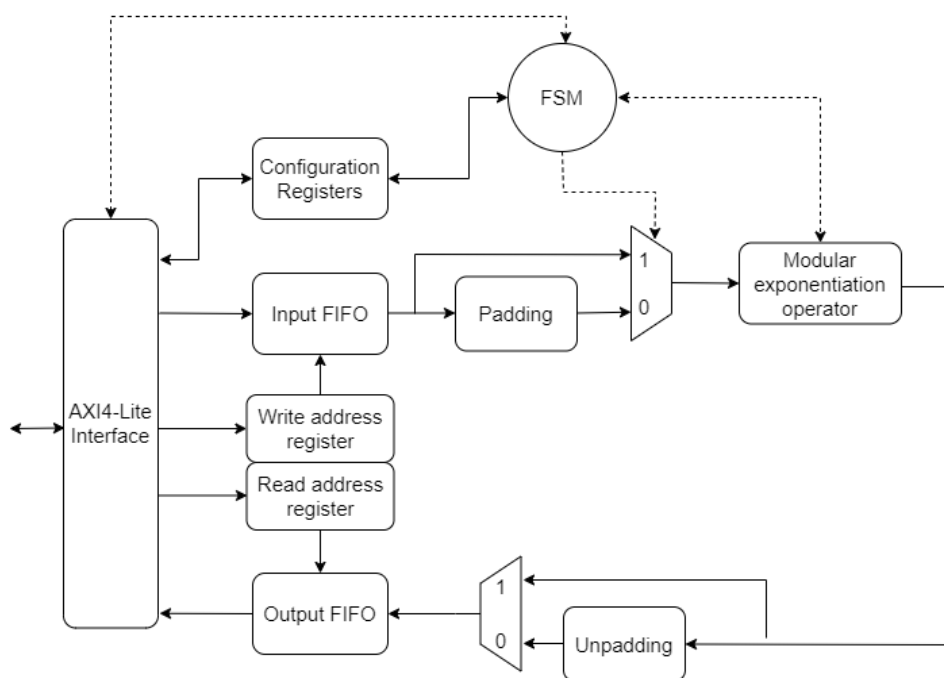 FSM
Configuration
Registers
1
0
Input FIFO
Padding
Modular
exponentiation
operator
AXI4-Lite
Interface
Write address
register
Read address
register
Output FIFO
1
0
Unpadding